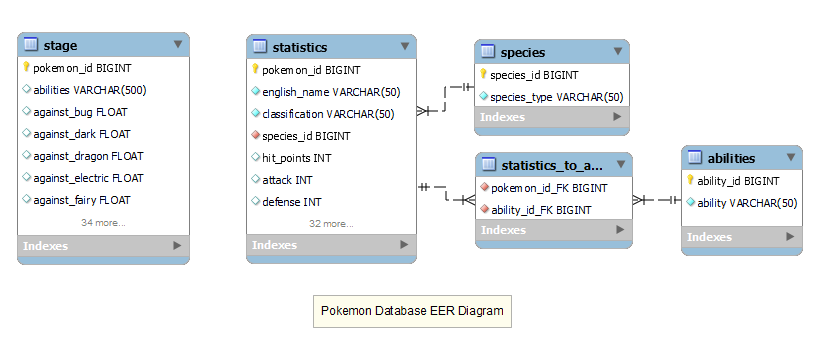 stage
pokemon_id BIGINT
abilities VARCHAR(500)
against_bug FLOAT
against_dark FLOAT
against_dragon FLOAT
against_electric FLOAT
against_fairy FLOAT
34 more...
Indexes
statistics
pokemon_id BIGINT
english_name VARCHAR(50)
classification VARCHAR(50)
species_id BIGINT
hit_points INT
attack INT
defense INT
32 more...
Indexes
species
species_id BIGINT
species_type VARCHAR(50)
Indexes
statistics_to_a...
pokemon_id_FK BIGINT
ability_id_FK BIGINT
Indexes
abilities
ability_id BIGINT
ability VARCHAR(50)
Indexes
Pokemon Database EER Diagram